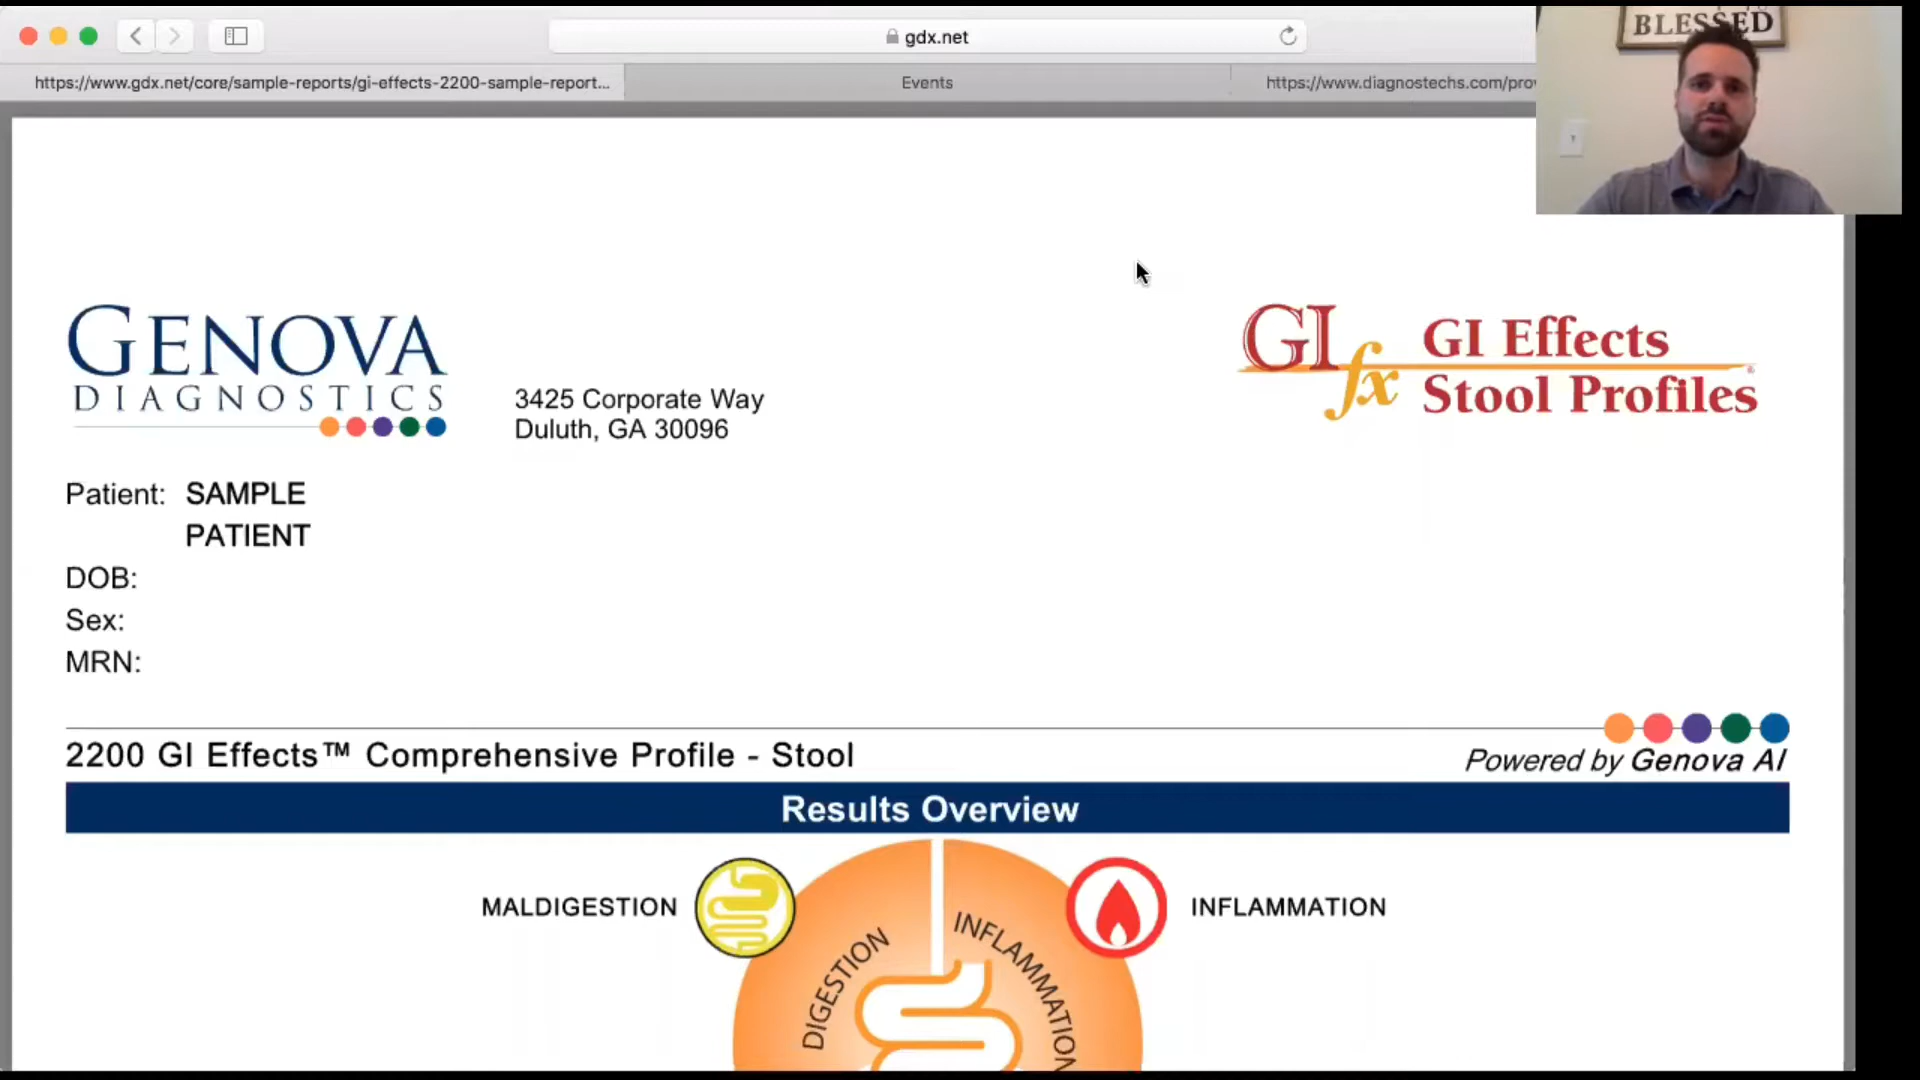 gdx.net
https://www.gdx.net/core/sample-reports/gi-effects-2200-sample-report...
Events
https://www.diagnostechs.com/pro
BLESSED
GENOVA
DIAGNOSTICS
3425 Corporate Way
Duluth, GA 30096
GI fx
GI Effects
Stool Profiles
Patient: SAMPLE
PATIENT
DOB:
Sex:
MRN:
2200 GI Effects™ Comprehensive Profile - Stool
Powered by Genova AI
Results Overview
MALDIGESTION
INFLAMMATION
DIGESTION
INFLAMMATION